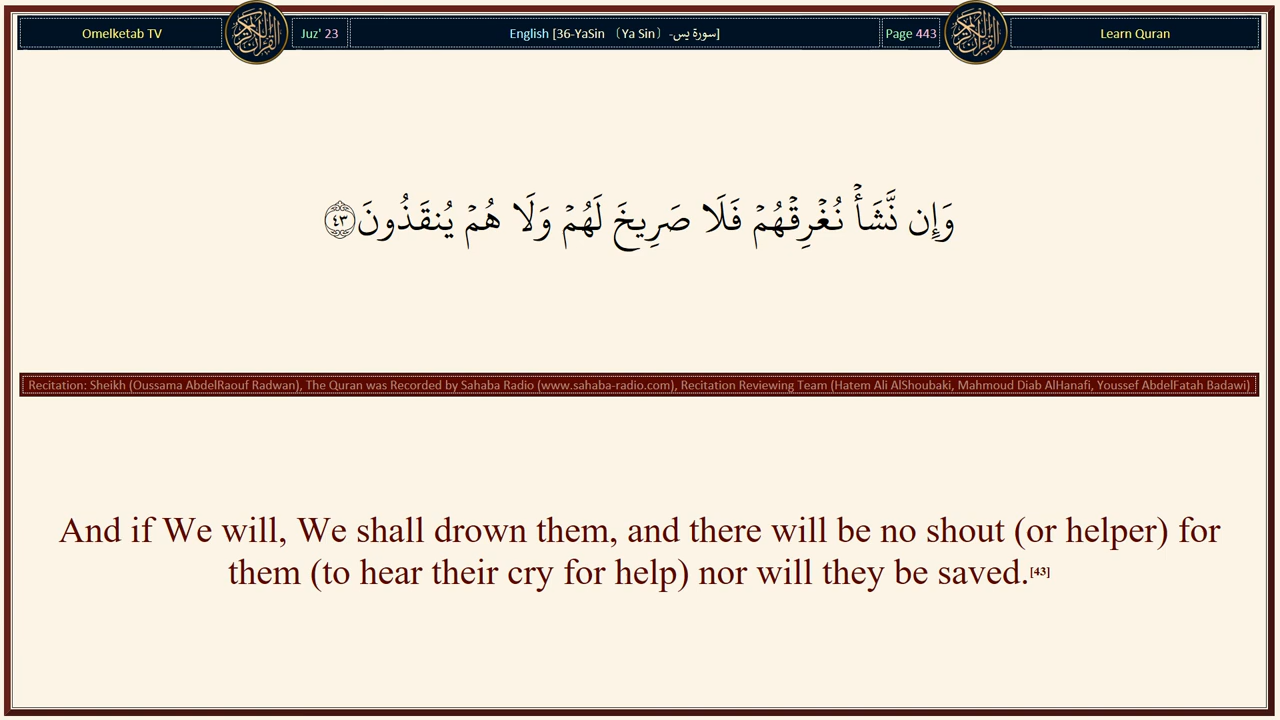 Omelketab TV
Juz' 23
English [36-YaSin (Ya Sin) -سورة يس]
Page 443
Learn Quran
وَإِن نَّشَأۡ نُغۡرِقۡهُمۡ فَلَا صَرِيخَ لَهُمۡ وَلَا هُمۡ يُنقَذُونَ ٤٣
Recitation: Sheikh (Oussama AbdelRaouf Radwan), The Quran was Recorded by Sahaba Radio (www.sahaba-radio.com), Recitation Reviewing Team (Hatem Ali AlShoubaki, Mahmoud Diab AlHanafi, Youssef AbdelFatah Badawi)
And if We will, We shall drown them, and there will be no shout (or helper) for
them (to hear their cry for help) nor will they be saved.[43]